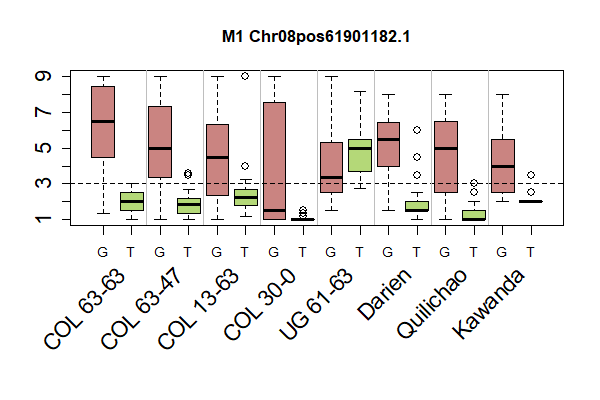 M1 Chr08pos61901182.1
9
7
5
3
1
G T G T G T G T G T G T G T G T
COL 63-63 COL 63-47 COL 13-63 COL 30-0 UG 61-63 Darien Quilichao Kawanda